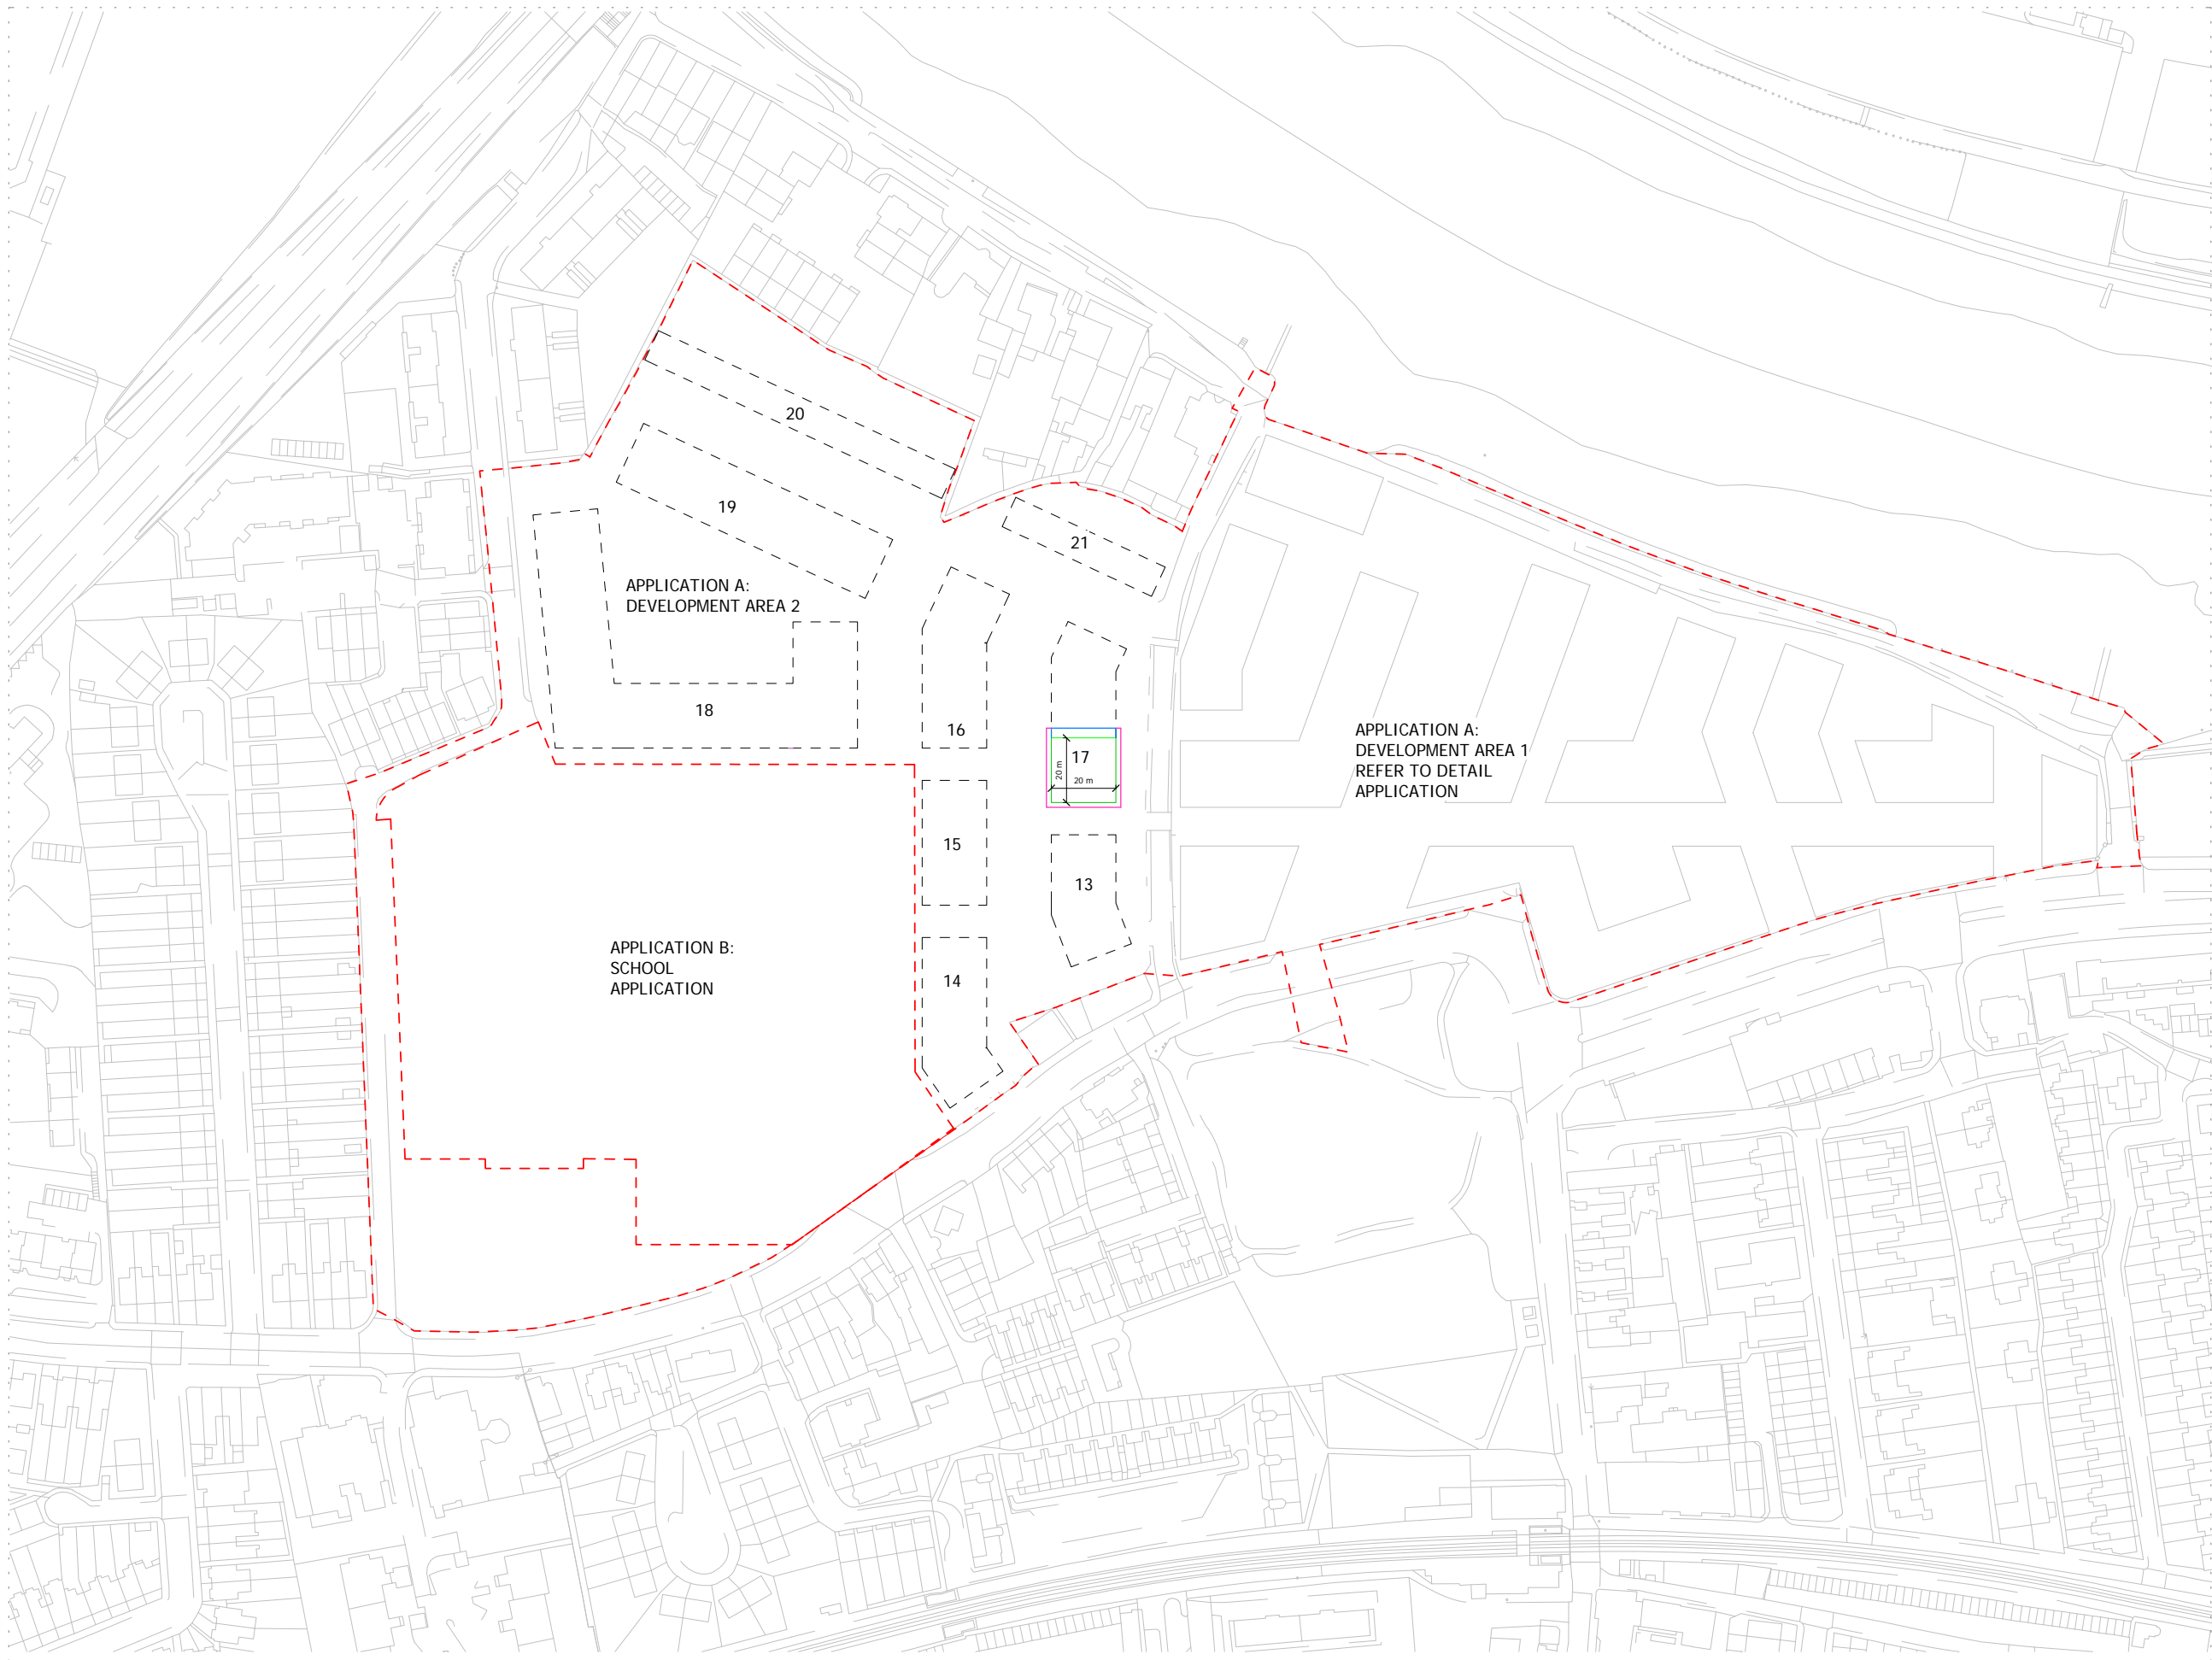 20
19
21
APPLICATION A:
DEVELOPMENT AREA 2
18
16
17
20 m
20 m
APPLICATION A:
DEVELOPMENT AREA 1
REFER TO DETAIL
APPLICATION
15
13
APPLICATION B:
SCHOOL
APPLICATION
14